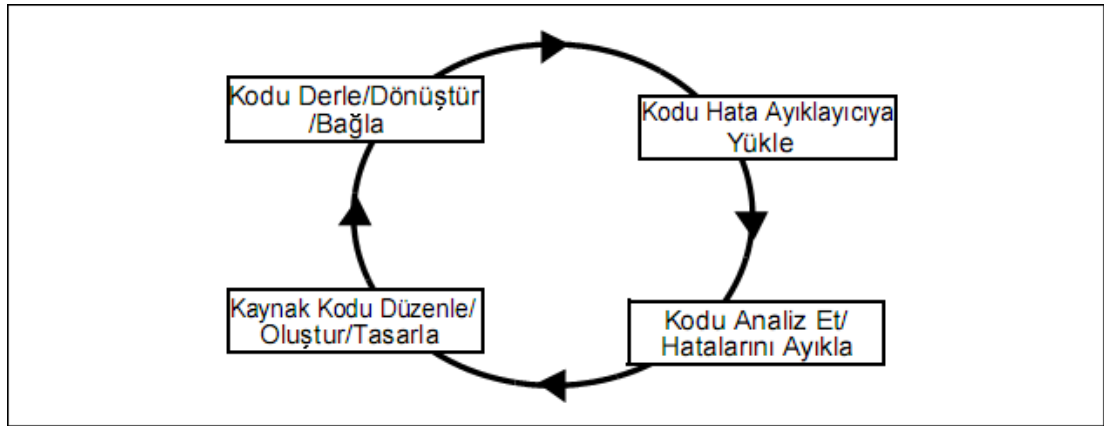 Kodu Derle/Dönüştür
/Bağla
Kodu Hata Ayıklayıcıya
Yükle
Kaynak Kodu Düzenle/
Oluştur/Tasarla
Kodu Analiz Et/
Hatalarını Ayıkla